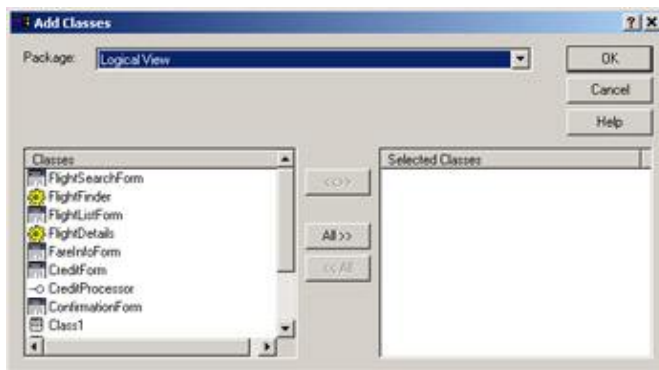 Add Classes
Package: Logical View
OK
Cancel
Help
Classes
FlightSearchForm
FlightFinder
FlightListForm
FlightDetails
FareInfoForm
CreditForm
CreditProcessor
ConfirmationForm
Class1
<<>>
All >>
<< All
Selected Classes